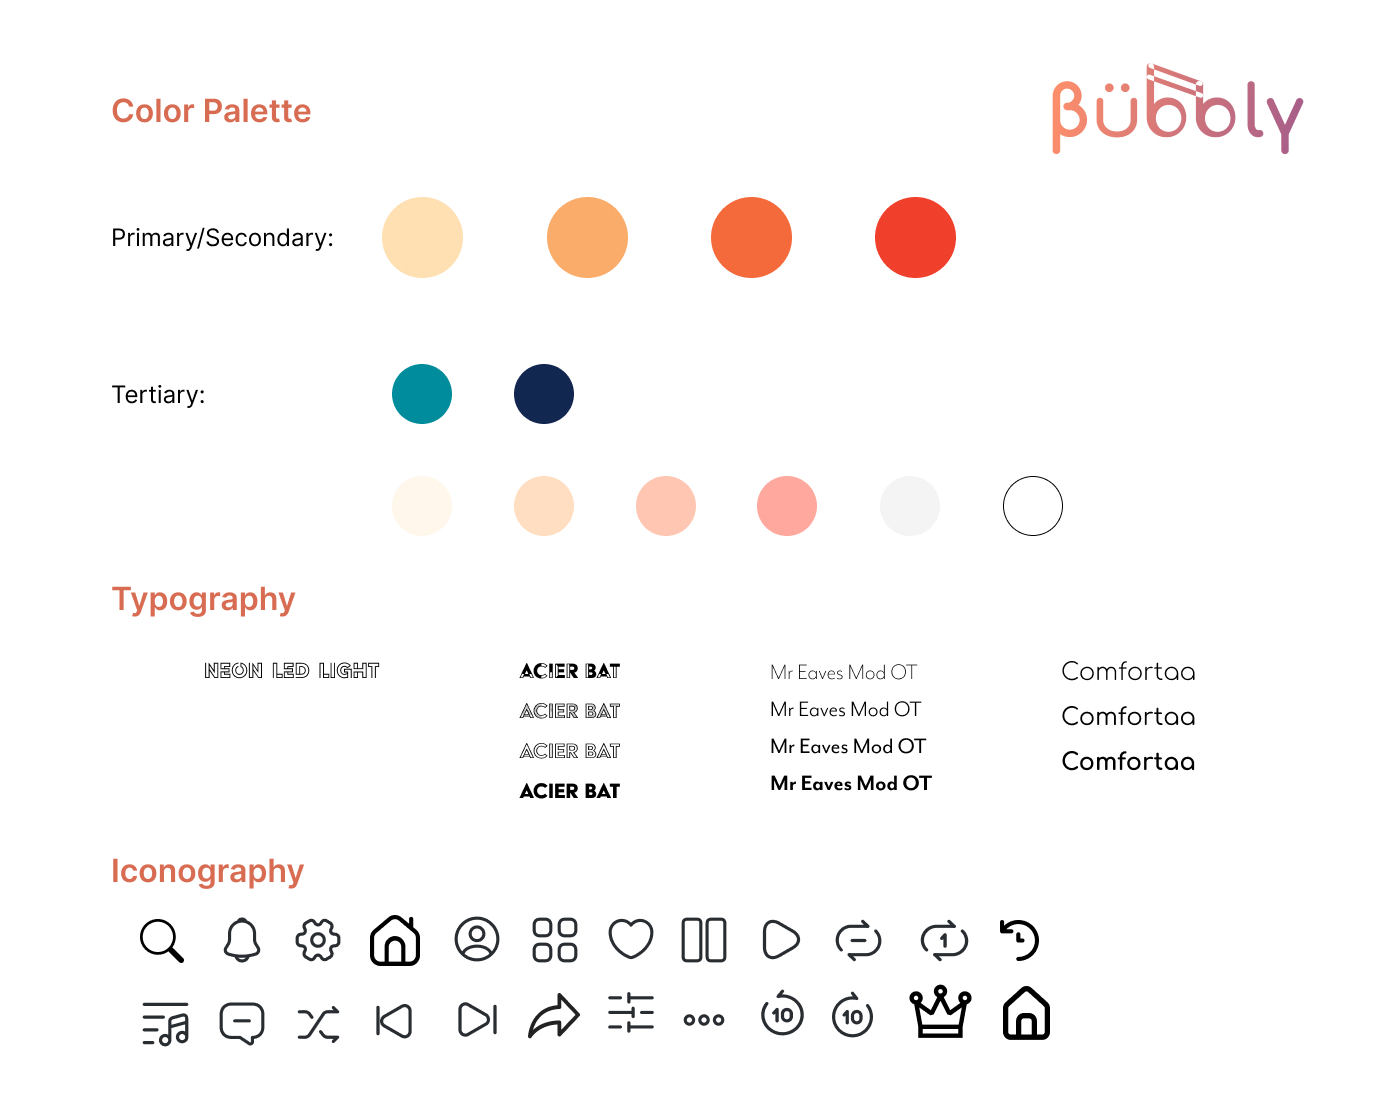 Color Palette
βübbly
Primary/Secondary:
Tertiary:
Typography
NEON LED LIGHT
ACIER BAT
ACIER BAT
ACIER BAT
ACIER BAT
Mr Eaves Mod OT
Mr Eaves Mod OT
Mr Eaves Mod OT
Mr Eaves Mod OT
Comfortaa
Comfortaa
Comfortaa
Iconography
1
10
10